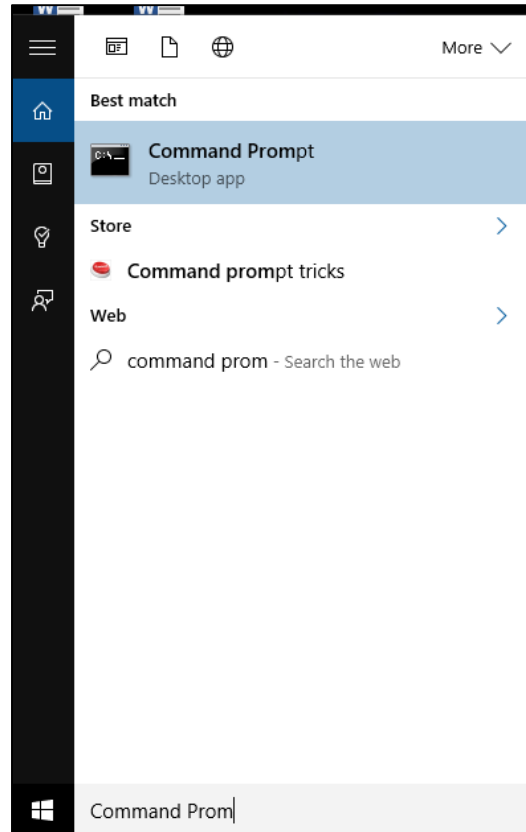 More
Best match
C:\_
Command Prompt
Desktop app
Store
Command prompt tricks
Web
command prom - Search the web
Command Prom